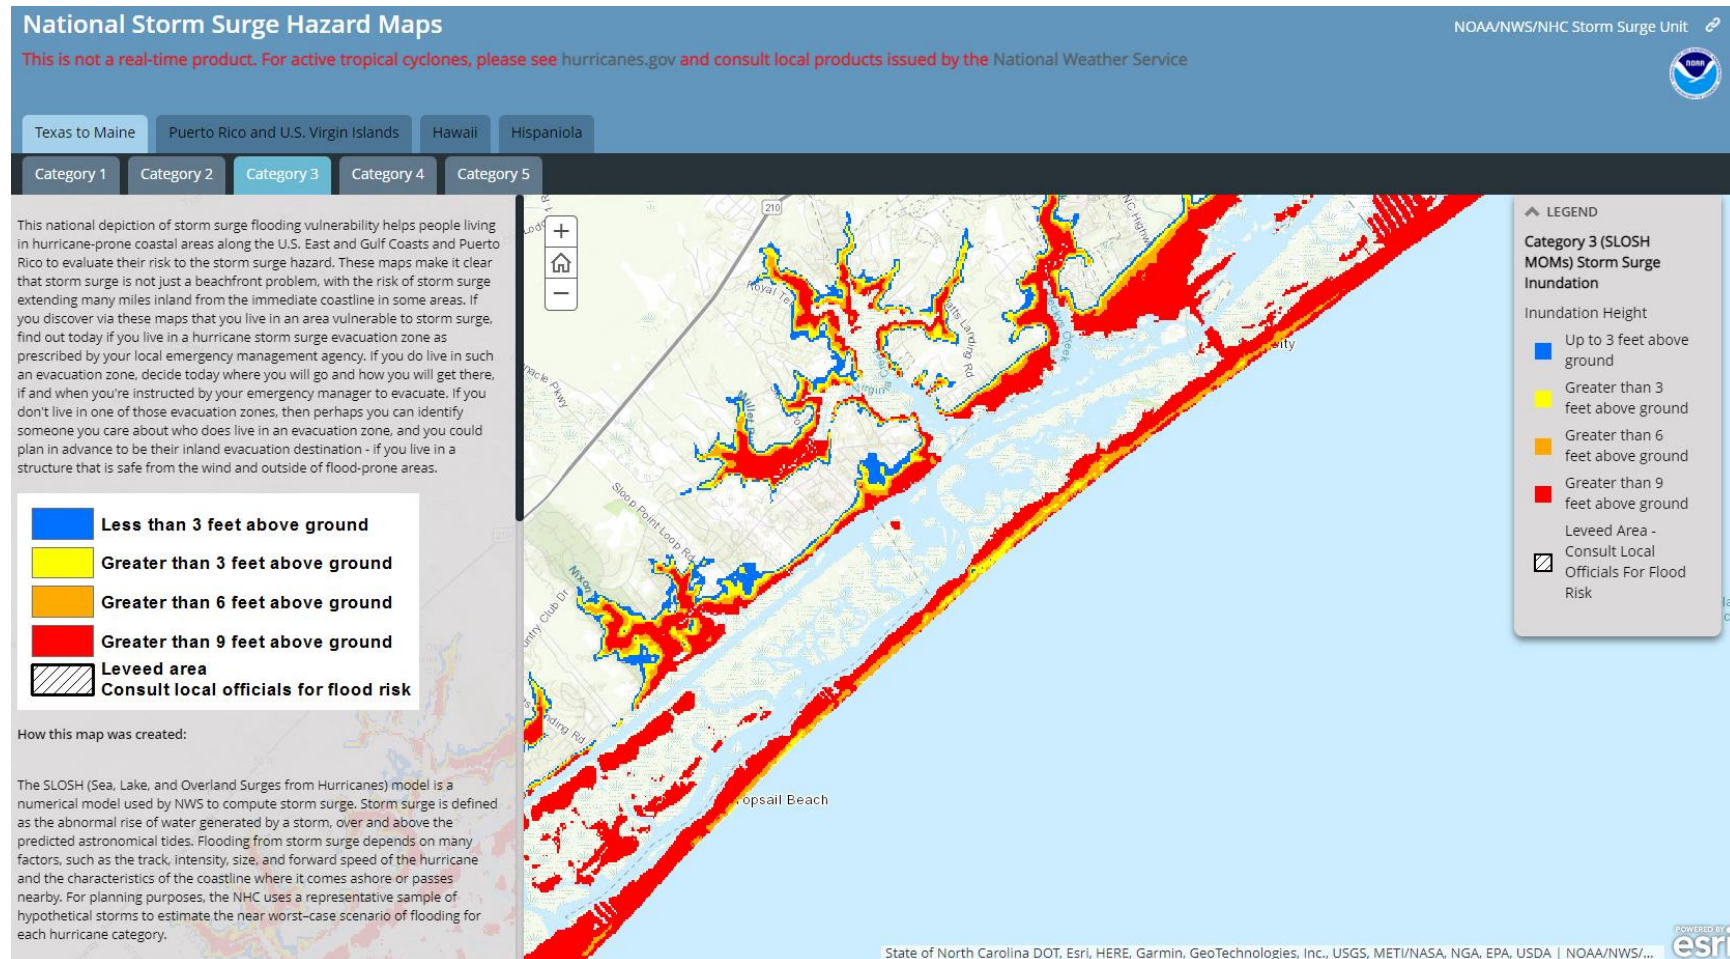 National Storm Surge Hazard Maps
NOAA/NWS/NHC Storm Surge Unit
This is not a real-time product. For active tropical cyclones, please see hurricanes.gov and consult local products issued by the National Weather Service
NOAA
Texas to Maine
Puerto Rico and U.S. Virgin Islands
Hawaii
Hispaniola
Category 1
Category 2
Category 3
Category 4
Category 5
This national depiction of storm surge flooding vulnerability helps people living
in hurricane-prone coastal areas along the U.S. East and Gulf Coasts and Puerto
Rico to evaluate their risk to the storm surge hazard. These maps make it clear
that storm surge is not just a beachfront problem, with the risk of storm surge
extending many miles inland from the immediate coastline in some areas. If
you discover via these maps that you live in an area vulnerable to storm surge,
find out today if you live in a hurricane storm surge evacuation zone as
prescribed by your local emergency management agency. If you do live in such
an evacuation zone, decide today where you will go and how you will get there,
if and when you're instructed by your emergency manager to evacuate. If you
don't live in one of those evacuation zones, then perhaps you can identify
someone you care about who does live in an evacuation zone, and you could
plan in advance to be their inland evacuation destination - if you live in a
structure that is safe from the wind and outside of flood-prone areas.
Less than 3 feet above ground
Greater than 3 feet above ground
Greater than 6 feet above ground
Greater than 9 feet above ground
Leveed area
Consult local officials for flood risk
How this map was created:
The SLOSH (Sea, Lake, and Overland Surges from Hurricanes) model is a
numerical model used by NWS to compute storm surge. Storm surge is defined
as the abnormal rise of water generated by a storm, over and above the
predicted astronomical tides. Flooding from storm surge depends on many
factors, such as the track, intensity, size, and forward speed of the hurricane
and the characteristics of the coastline where it comes ashore or passes
nearby. For planning purposes, the NHC uses a representative sample of
hypothetical storms to estimate the near worst–case scenario of flooding for
each hurricane category.
+
−
210
NC Highw
Royal Te
lts Landing Rd
Creek
Virginia
nacle Pkwy
Sloop Point Loop Rd
Nixon
untry Club Dr
nding Rd
ity
opsail Beach
LEGEND
Category 3 (SLOSH
MOMs) Storm Surge
Inundation
Inundation Height
Up to 3 feet above
ground
Greater than 3
feet above ground
Greater than 6
feet above ground
Greater than 9
feet above ground
Leveed Area -
Consult Local
Officials For Flood
Risk
State of North Carolina DOT, Esri, HERE, Garmin, GeoTechnologies, Inc., USGS, METI/NASA, NGA, EPA, USDA | NOAA/NWS/...
POWERED BY
esri